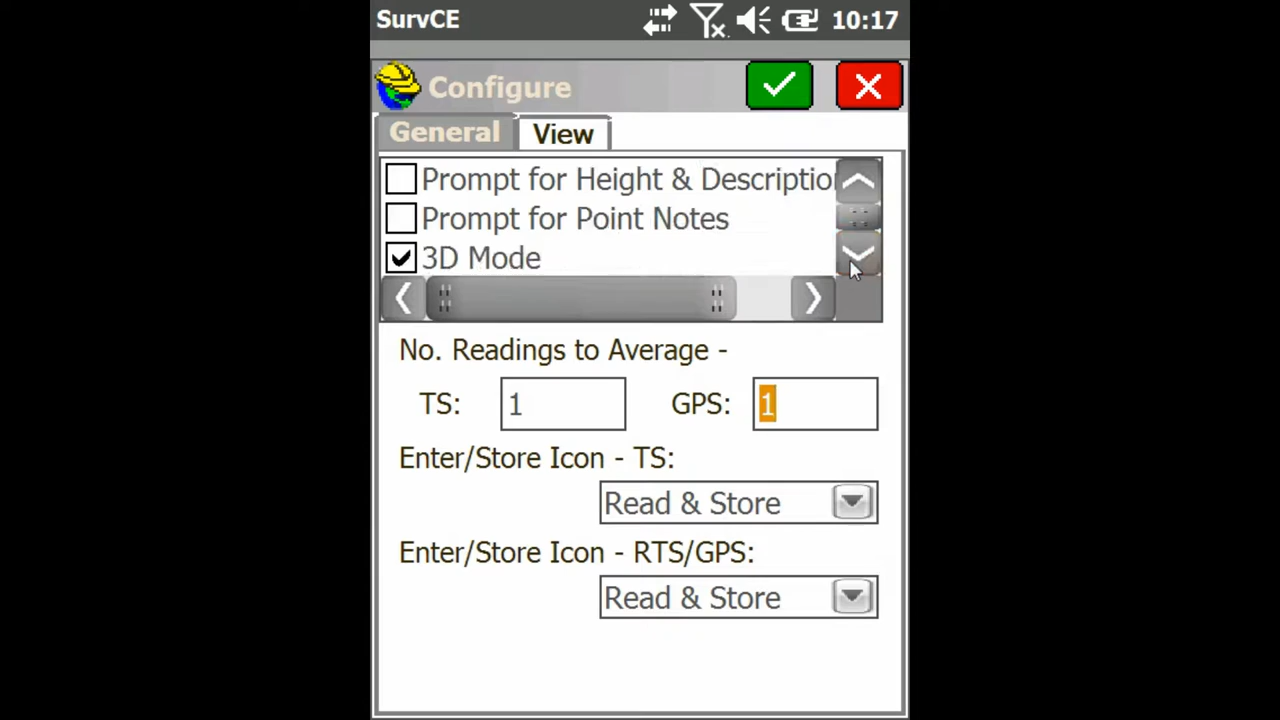 SurvCE 10:17
Configure
General View
Prompt for Height & Descriptio
Prompt for Point Notes
3D Mode
No. Readings to Average -
TS: 1 GPS: 1
Enter/Store Icon - TS:
Read & Store
Enter/Store Icon - RTS/GPS:
Read & Store